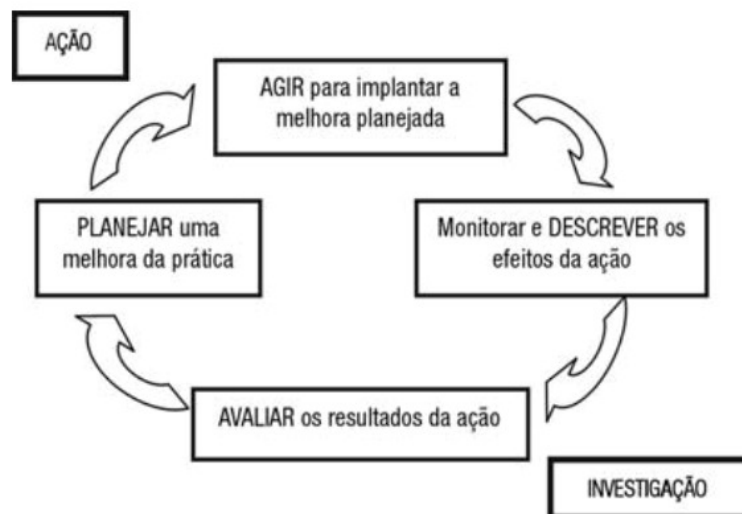 AÇÃO
AGIR para implantar a
melhora planejada
PLANEJAR uma
melhora da prática
Monitorar e DESCREVER os
efeitos da ação
AVALIAR os resultados da ação
INVESTIGAÇÃO